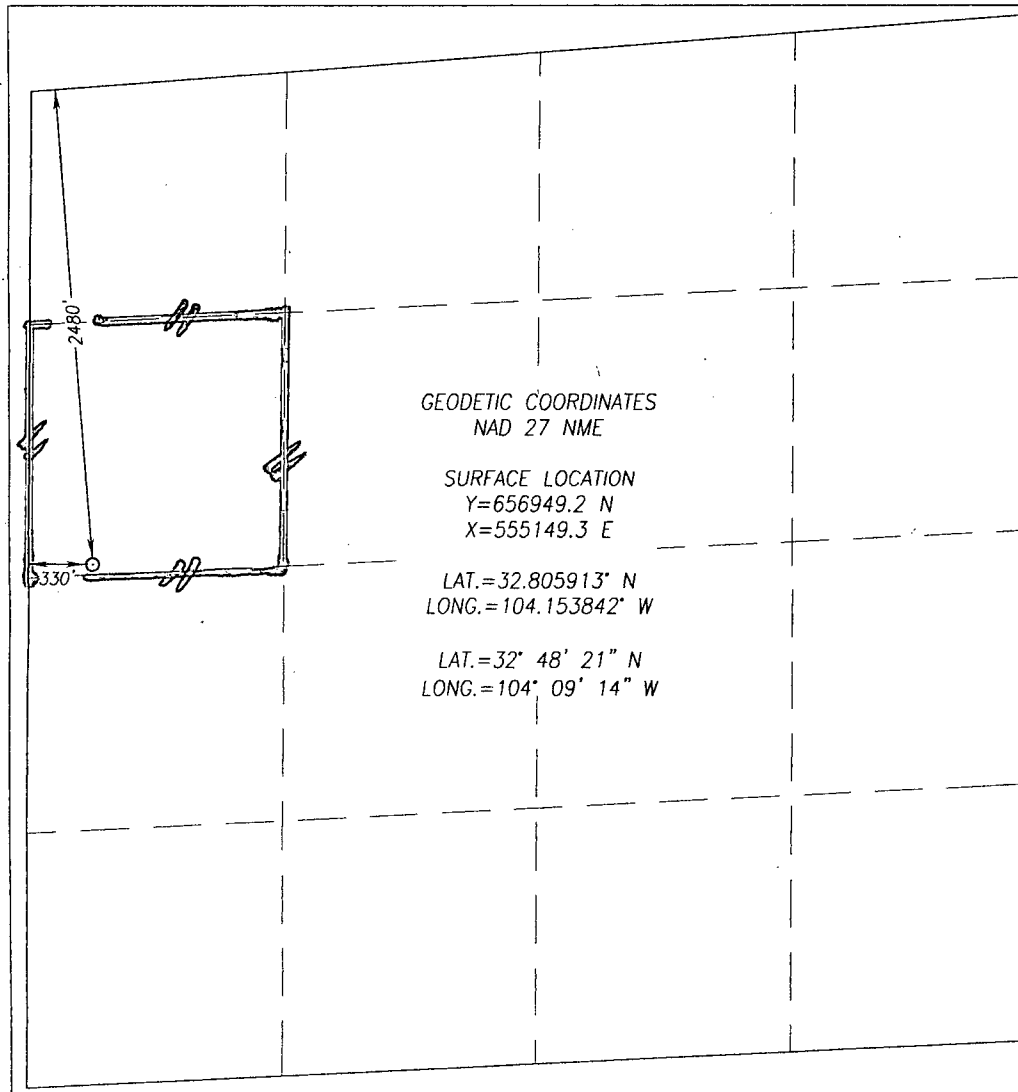 2480'
330'
GEODETIC COORDINATES
NAD 27 NME
SURFACE LOCATION
Y=656949.2 N
X=555149.3 E
LAT.=32.805913° N
LONG.=104.153842° W
LAT.=32° 48' 21" N
LONG.=104° 09' 14" W